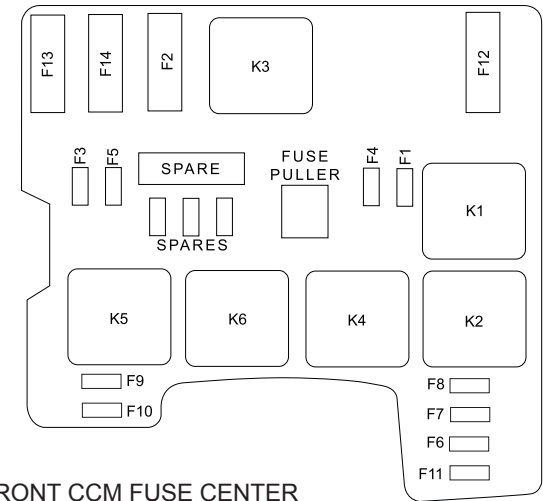 F13
F14
F2
K3
F12
F3
F5
SPARE
FUSE
PULLER
F4
F1
SPARES
K1
K5
K6
K4
K2
F9
F10
F8
F7
F6
F11
RONT CCM FUSE CENTER